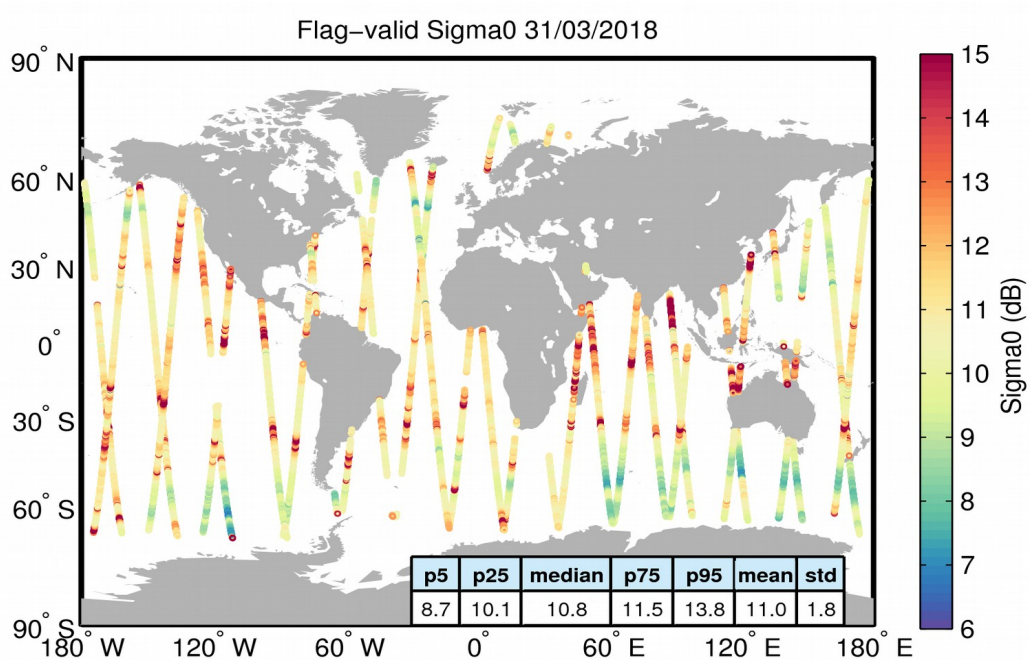 Flag−valid Sigma0 31/03/2018
90° N
60° N
30° N
0°
30° S
60° S
90° S
180° W 120° W 60° W 0° 60° E 120° E 180° E
15
14
13
12
11
10
9
8
7
6
Sigma0 (dB)
p5 p25 median p75 p95 mean std
8.7 10.1 10.8 11.5 13.8 11.0 1.8